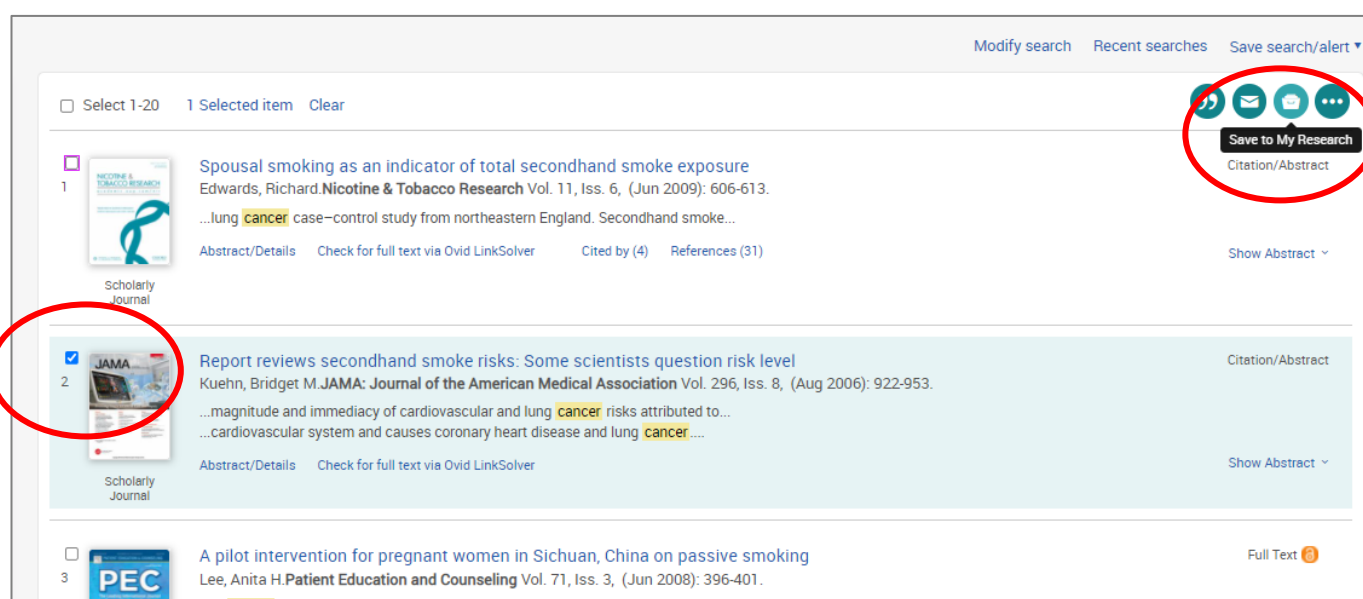 Modify search Recent searches Save search/alert ▾
Select 1-20 1 Selected item Clear
Save to My Research
1
NICOTINE &
TOBACCO RESEARCH
Spousal smoking as an indicator of total secondhand smoke exposure
Citation/Abstract
Edwards, Richard.Nicotine & Tobacco Research Vol. 11, Iss. 6, (Jun 2009): 606-613.
...lung cancer case–control study from northeastern England. Secondhand smoke...
Abstract/Details Check for full text via Ovid LinkSolver Cited by (4) References (31)
Show Abstract
Scholarly
Journal
2
JAMA
Report reviews secondhand smoke risks: Some scientists question risk level
Citation/Abstract
Kuehn, Bridget M.JAMA: Journal of the American Medical Association Vol. 296, Iss. 8, (Aug 2006): 922-953.
...magnitude and immediacy of cardiovascular and lung cancer risks attributed to...
...cardiovascular system and causes coronary heart disease and lung cancer....
Abstract/Details Check for full text via Ovid LinkSolver
Show Abstract
Scholarly
Journal
3
PEC
A pilot intervention for pregnant women in Sichuan, China on passive smoking
Full Text
Lee, Anita H.Patient Education and Counseling Vol. 71, Iss. 3, (Jun 2008): 396-401.